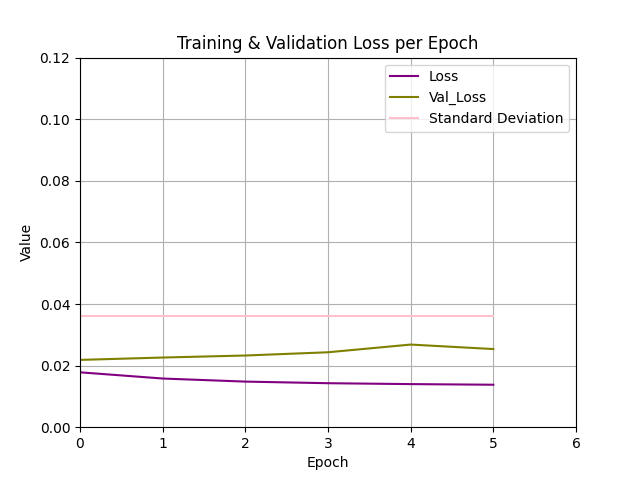 Training & Validation Loss per Epoch
Loss
Val_Loss
Standard Deviation
Value
0.12
0.10
0.08
0.06
0.04
0.02
0.00
0 1 2 3 4 5 6
Epoch